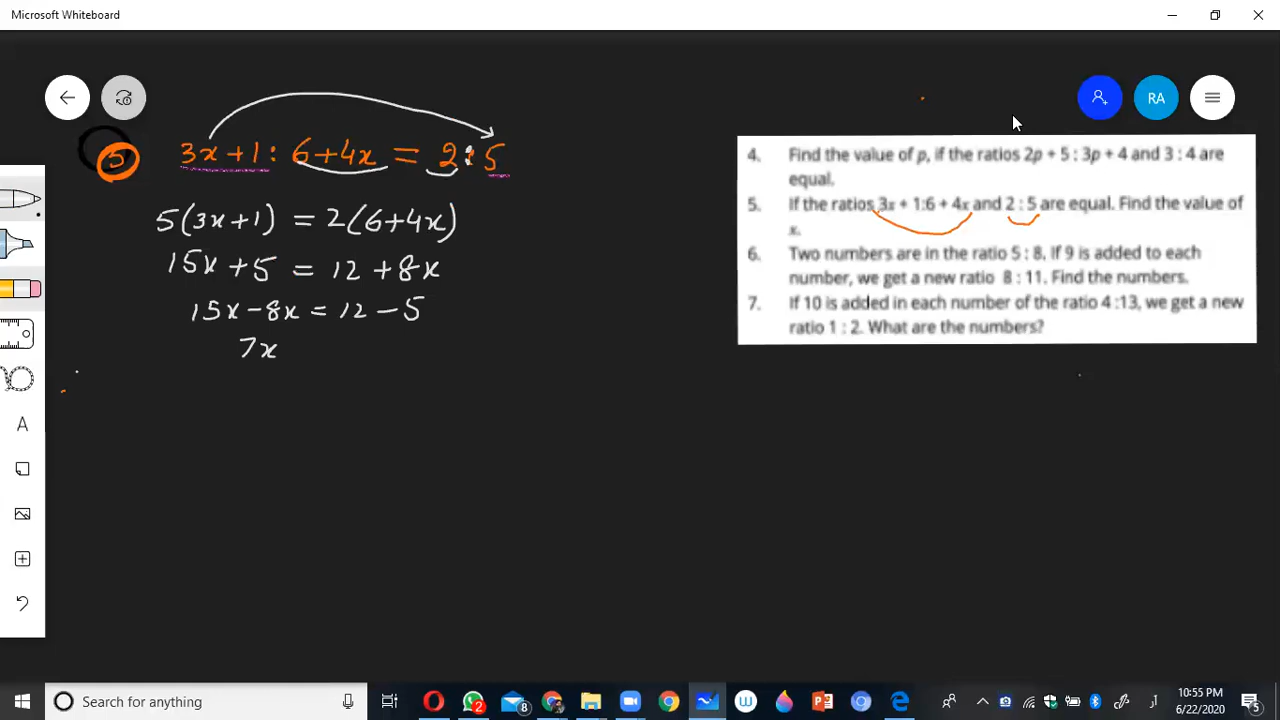 Microsoft Whiteboard
RA
5 3x+1 : 6+4x = 2 : 5
5(3x+1) = 2(6+4x)
15x +5 = 12 +8x
15x -8x = 12 - 5
7x
4. Find the value of p, if the ratios 2p + 5 : 3p + 4 and 3 : 4 are
equal.
5. If the ratios 3x + 1:6 + 4x and 2 : 5 are equal. Find the value of
x.
6. Two numbers are in the ratio 5 : 8. If 9 is added to each
number, we get a new ratio 8 : 11. Find the numbers.
7. If 10 is added in each number of the ratio 4 :13, we get a new
ratio 1 : 2. What are the numbers?
A
Search for anything
2
8
10:55 PM
6/22/2020
5